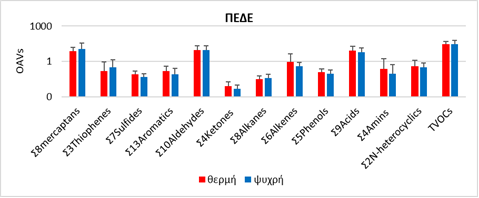 ΠΕΔΕ
OAVs
1000
1
0
Σ8mercaptans
Σ3Thiophenes
Σ7Sulfides
Σ13Aromatics
Σ10Aldehydes
Σ4Ketones
Σ8Alkanes
Σ6Alkenes
Σ5Phenols
Σ9Acids
Σ4Amins
Σ2N-heterocyclics
TVOCs
θερμή ψυχρή